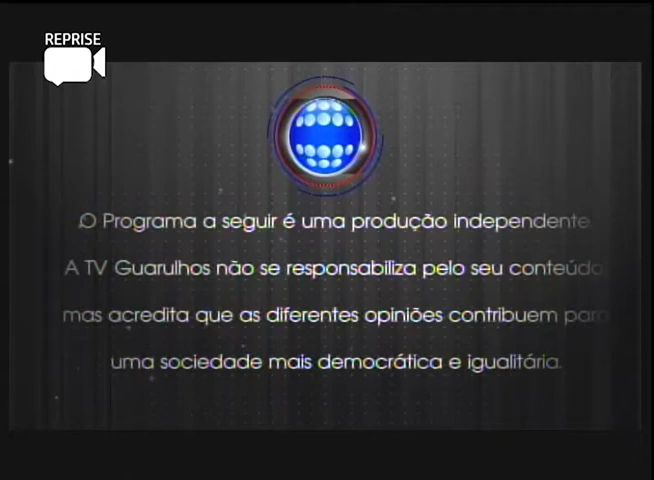 REPRISE
O Programa a seguir é uma produção independente.
A TV Guarulhos não se responsabiliza pelo seu conteúdo,
mas acredita que as diferentes opiniões contribuem para
uma sociedade mais democrática e igualitária.